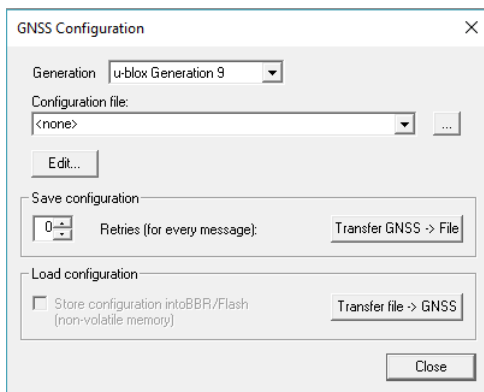 GNSS Configuration
Generation u-blox Generation 9
Configuration file:
<none>
...
Edit...
Save configuration
0 Retries (for every message): Transfer GNSS -> File
Load configuration
Store configuration intoBBR/Flash
(non-volatile memory)
Transfer file -> GNSS
Close